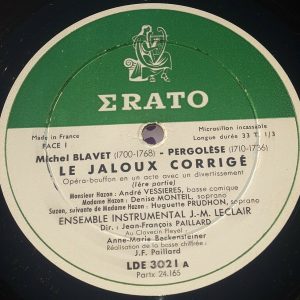 ΣRATO
Made in France
FACE I
Microsillon incassable
Longue durée 33 T. 1/3
Michel BLAVET (1700-1768) - PERGOLÈSE (1710-1736)
LE JALOUX CORRIGÉ
Opéra-bouffon en un acte avec un divertissement
(1ére partie)
Monsieur Hazon: André VESSIERES, basse comique
Madame Hazon: Denise MONTEIL, soprano
Suzon, suivante de Madame Hazon: Huguette PRUDHON, soprano
ENSEMBLE INSTRUMENTAL J.-M. LECLAIR
Dir.: Jean-François PAILLARD
Au Clavecin Pleyel:
Anne-Marie Beckensteiner
Réalisation de la basse chiffrée:
J.F. Paillard
LDE 3021 A
Partx 24.165